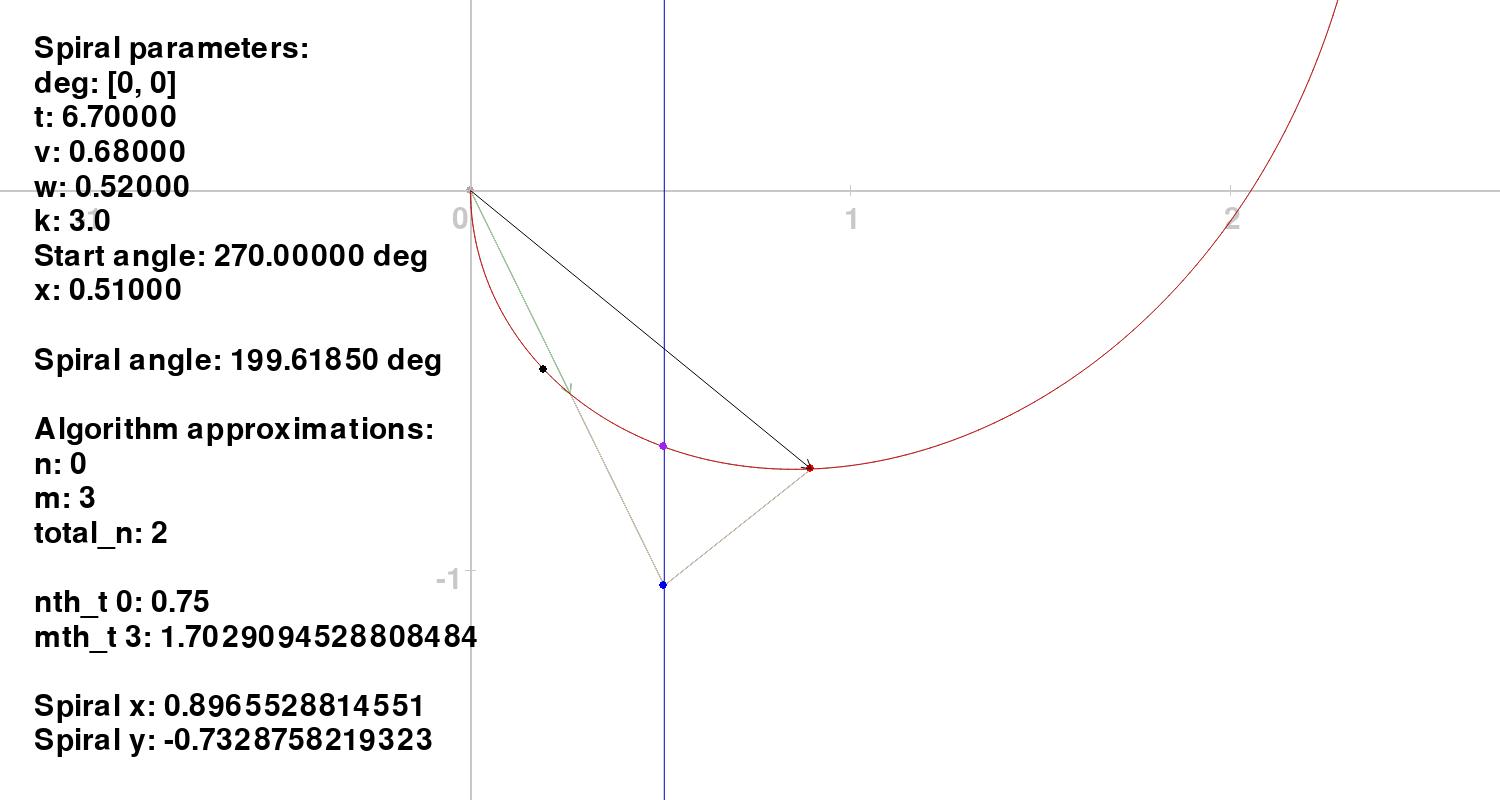 Spiral parameters:
deg: [0, 0]
t: 6.70000
v: 0.68000
w: 0.52000
-1
k: 3.0
0
1
2
Start angle: 270.00000 deg
x: 0.51000
Spiral angle: 199.61850 deg
Algorithm approximations:
n: 0
m: 3
total_n: 2
-1
nth_t 0: 0.75
mth_t 3: 1.7029094528808484
Spiral x: 0.8965528814551
Spiral y: -0.7328758219323